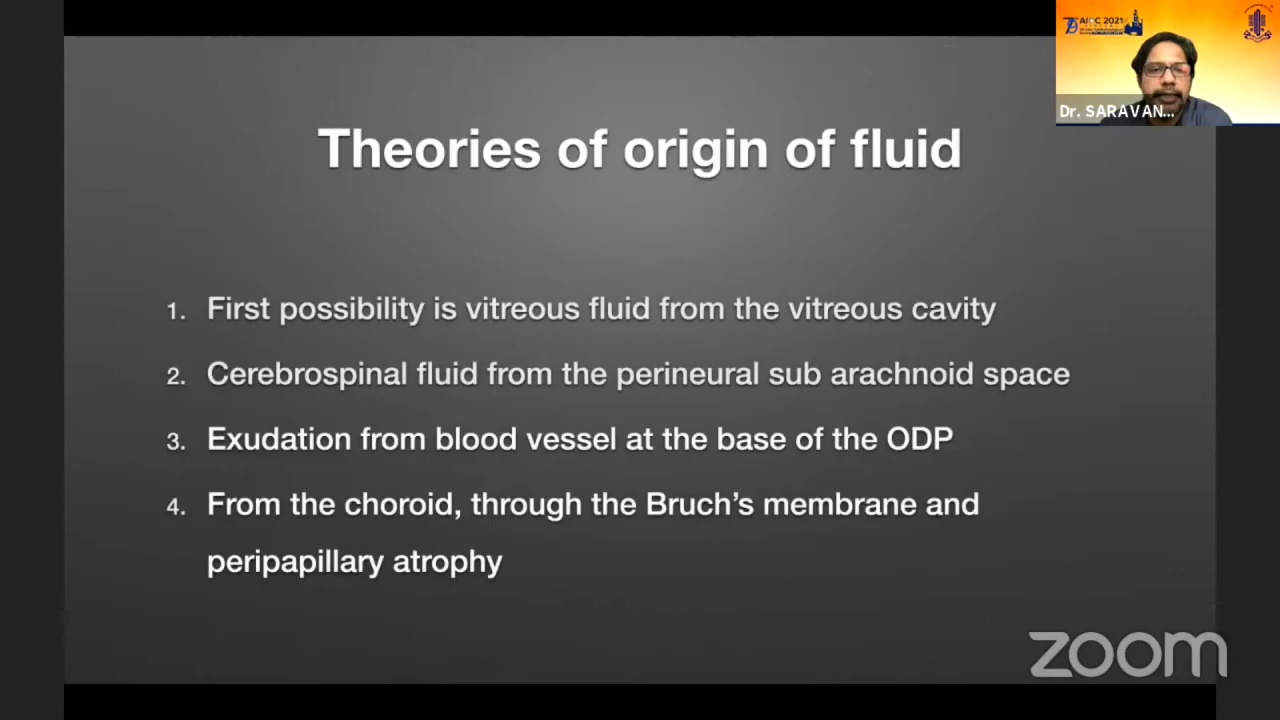 AIOC 2021
Dr. SARAVAN...
Theories of origin of fluid
1. First possibility is vitreous fluid from the vitreous cavity
2. Cerebrospinal fluid from the perineural sub arachnoid space
3. Exudation from blood vessel at the base of the ODP
4. From the choroid, through the Bruch's membrane and
peripapillary atrophy
zoom